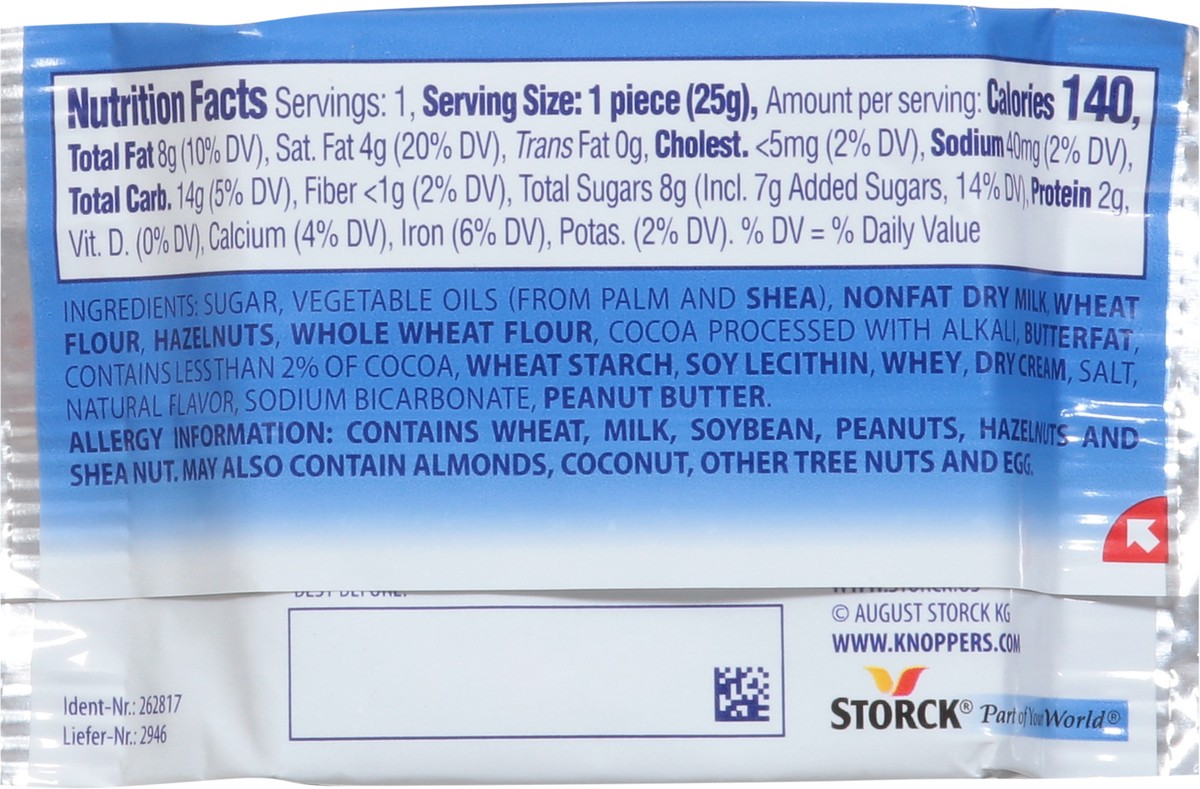 Nutrition Facts Servings: 1, Serving Size: 1 piece (25g), Amount per serving: Calories 140,
Total Fat 8g (10% DV), Sat. Fat 4g (20% DV), Trans Fat 0g, Cholest. <5mg (2% DV), Sodium 40mg (2% DV),
Total Carb. 14g (5% DV), Fiber <1g (2% DV), Total Sugars 8g (Incl. 7g Added Sugars, 14% DV), Protein 2g,
Vit. D. (0% DV), Calcium (4% DV), Iron (6% DV), Potas. (2% DV). % DV = % Daily Value
INGREDIENTS: SUGAR, VEGETABLE OILS (FROM PALM AND SHEA), NONFAT DRY MILK, WHEAT
FLOUR, HAZELNUTS, WHOLE WHEAT FLOUR, COCOA PROCESSED WITH ALKALI, BUTTERFAT,
CONTAINS LESS THAN 2% OF COCOA, WHEAT STARCH, SOY LECITHIN, WHEY, DRY CREAM, SALT,
NATURAL FLAVOR, SODIUM BICARBONATE, PEANUT BUTTER.
ALLERGY INFORMATION: CONTAINS WHEAT, MILK, SOYBEAN, PEANUTS, HAZELNUTS AND
SHEA NUT. MAY ALSO CONTAIN ALMONDS, COCONUT, OTHER TREE NUTS AND EGG.
© AUGUST STORCK KG
WWW.KNOPPERS.COM
Ident-Nr.: 262817
Liefer-Nr.: 2946
STORCK® Part of Your World®